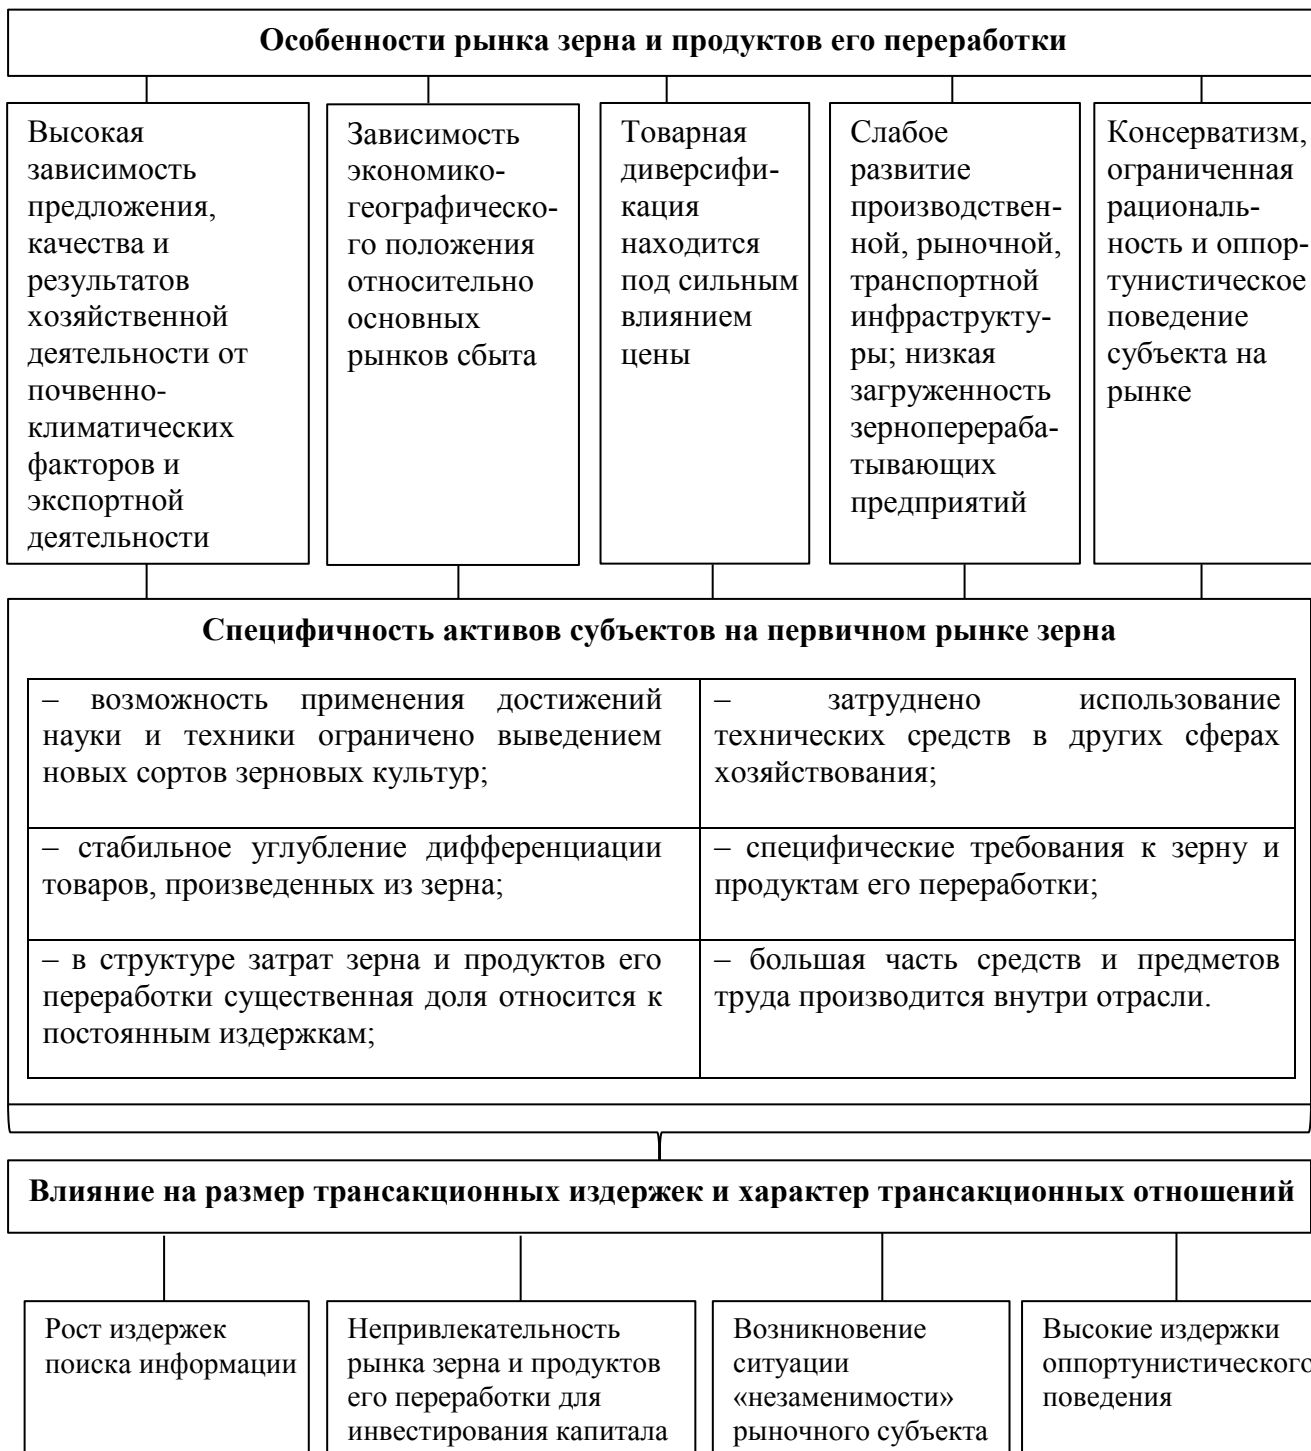 Особенности рынка зерна и продуктов его переработки
Высокая
зависимость
предложения,
качества и
результатов
хозяйственной
деятельности от
почвенно-
климатических
факторов и
экспортной
деятельности
Зависимость
экономико-
географическо-
го положения
относительно
основных
рынков сбыта
Товарная
диверсифи-
кация
находится
под сильным
влиянием
цены
Слабое
развитие
производствен-
ной, рыночной,
транспортной
инфраструкту-
ры; низкая
загруженность
зерноперераба-
тывающих
предприятий
Консерватизм,
ограниченная
рациональ-
ность и оппор-
тунистическое
поведение
субъекта на
рынке
Специфичность активов субъектов на первичном рынке зерна
– возможность применения достижений
науки и техники ограничено выведением
новых сортов зерновых культур;
– затруднено использование
технических средств в других сферах
хозяйствования;
– стабильное углубление дифференциации
товаров, произведенных из зерна;
– специфические требования к зерну и
продуктам его переработки;
– в структуре затрат зерна и продуктов его
переработки существенная доля относится к
постоянным издержкам;
– большая часть средств и предметов
труда производится внутри отрасли.
Влияние на размер трансакционных издержек и характер трансакционных отношений
Рост издержек
поиска информации
Непривлекательность
рынка зерна и продуктов
его переработки для
инвестирования капитала
Возникновение
ситуации
«незаменимости»
рыночного субъекта
Высокие издержки
оппортунистического
поведения